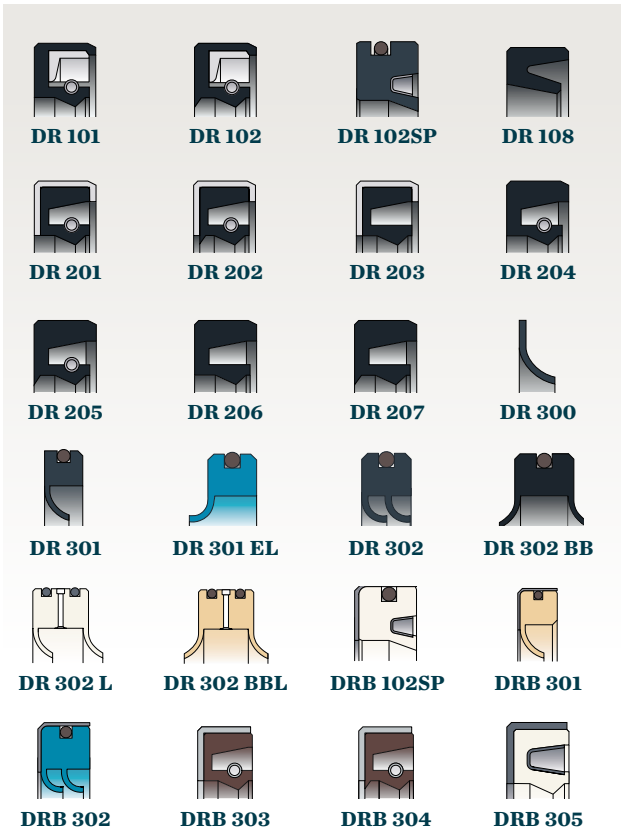 DR 101 DR 102 DR 102SP DR 108
DR 201 DR 202 DR 203 DR 204
DR 205 DR 206 DR 207 DR 300
DR 301 DR 301 EL DR 302 DR 302 BB
DR 302 L DR 302 BBL DRB 102SP DRB 301
DRB 302 DRB 303 DRB 304 DRB 305